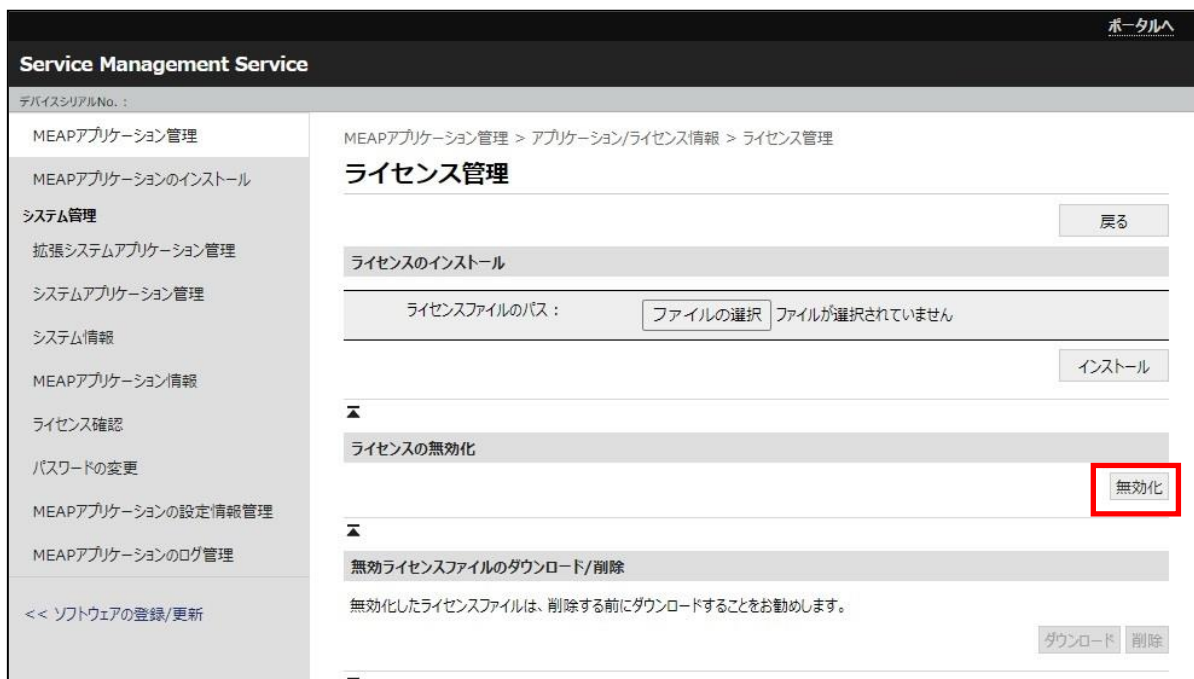 ポータルへ
Service Management Service
デバイスシリアルNo. :
MEAPアプリケーション管理
MEAPアプリケーションのインストール
システム管理
拡張システムアプリケーション管理
システムアプリケーション管理
システム情報
MEAPアプリケーション情報
ライセンス確認
パスワードの変更
MEAPアプリケーションの設定情報管理
MEAPアプリケーションのログ管理
<< ソフトウェアの登録/更新
MEAPアプリケーション管理 > アプリケーション/ライセンス情報 > ライセンス管理
ライセンス管理
戻る
ライセンスのインストール
ライセンスファイルのパス: ファイルの選択 ファイルが選択されていません
インストール
ライセンスの無効化
無効化
無効ライセンスファイルのダウンロード/削除
無効化したライセンスファイルは、削除する前にダウンロードすることをお勧めします。
ダウンロード 削除